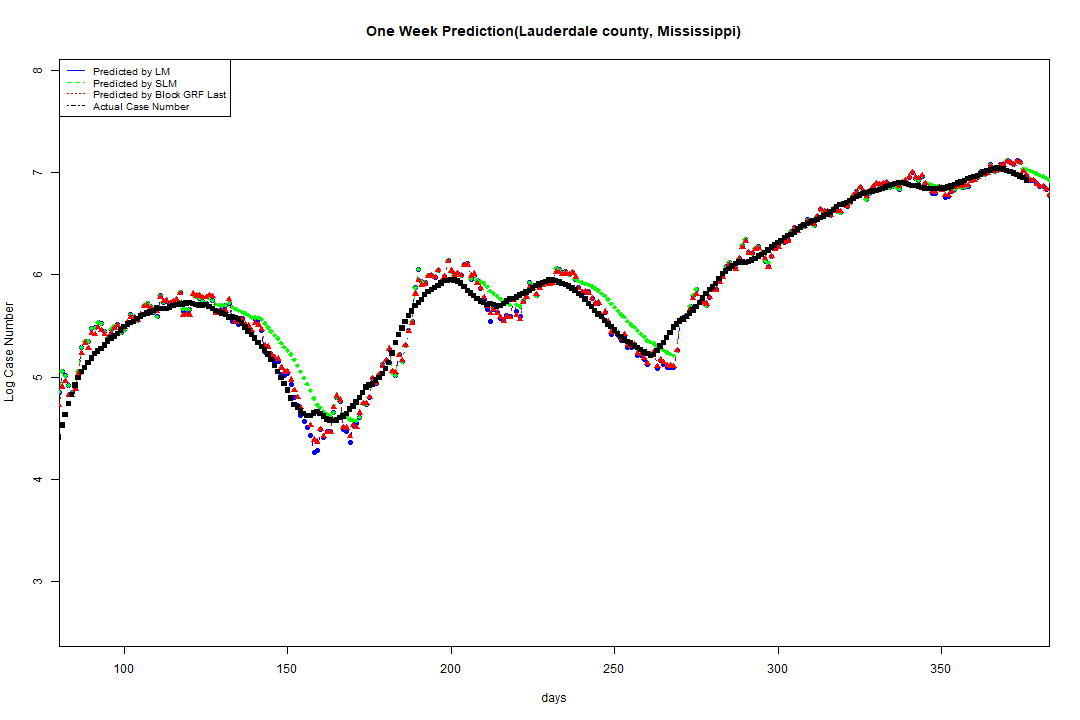 One Week Prediction(Lauderdale county, Mississippi)
Predicted by LM
Predicted by SLM
Predicted by Block GRF Last
Actual Case Number
Log Case Number
8
7
6
5
4
3
100 150 200 250 300 350
days